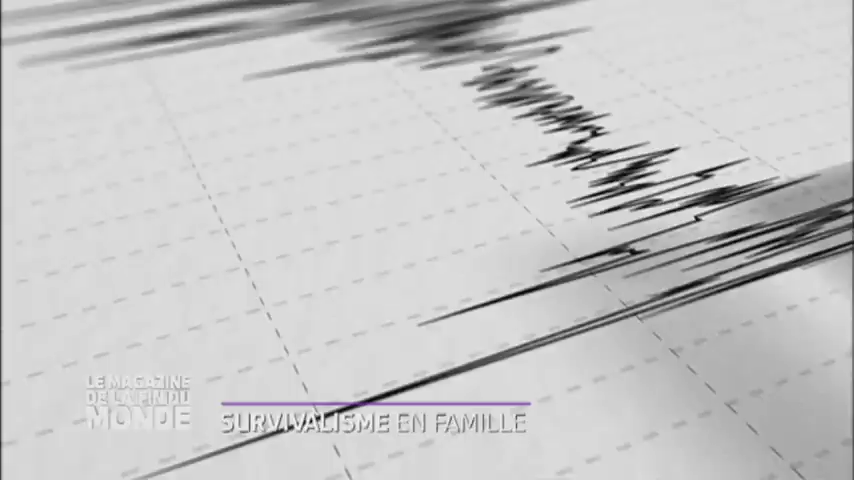 LE MAGAZINE
DE LA FIN DU
MONDE
SURVIVALISME EN FAMILLE